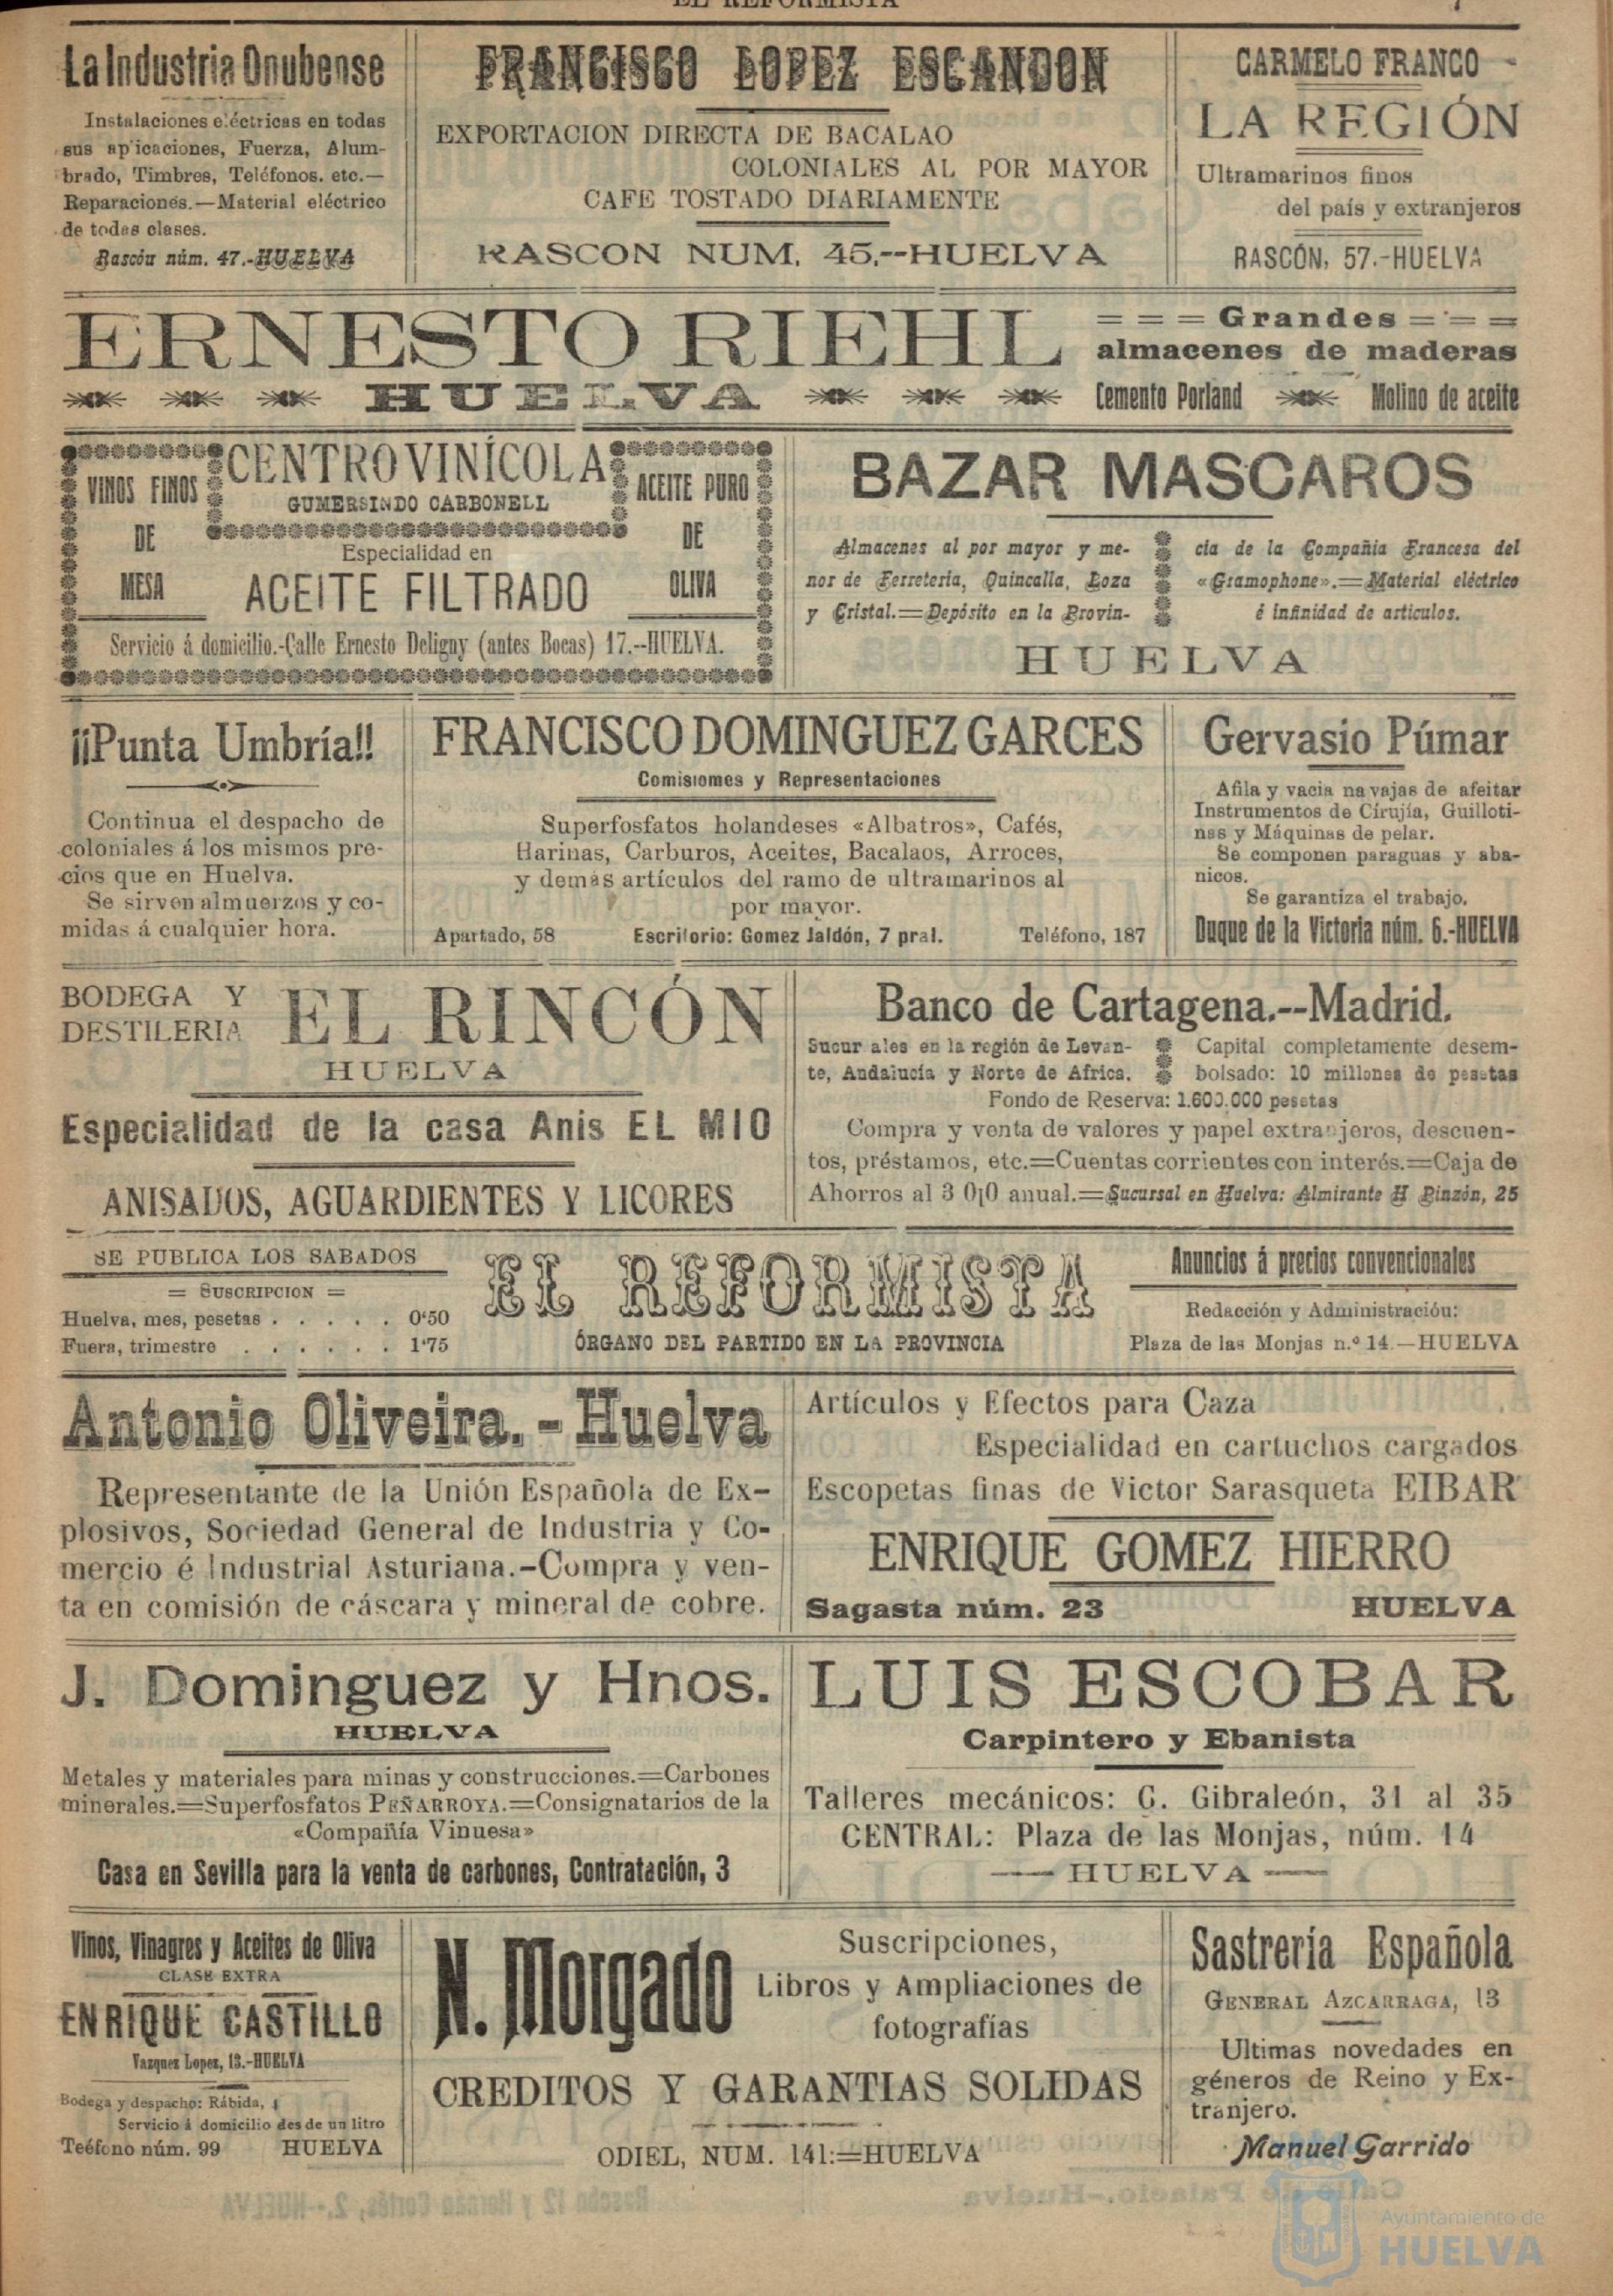 EL REFORMISTA
7
La Industria Onubense
Instalaciones eléctricas en todas
sus ap'icaciones, Fuerza, Alum-
brado, Timbres, Teléfonos. etc.—
Reparaciones.—Material eléctrico
de todas clases.
Rascón núm. 47.-HUELVA
FRANCISCO LOPEZ ESCANDON
EXPORTACION DIRECTA DE BACALAO
COLONIALES AL POR MAYOR
CAFE TOSTADO DIARIAMENTE
RASCON NUM. 45.--HUELVA
CARMELO FRANCO
LA REGIÓN
Ultramarinos finos
del país y extranjeros
RASCÓN, 57.-HUELVA
ERNESTO RIEHL
HUELVA
= = = Grandes = = =
almacenes de maderas
Cemento Porland Molino de aceite
CENTRO VINÍCOLA
GUMERSINDO CARBONELL
VINOS FINOS
DE
MESA
Especialidad en
ACEITE FILTRADO
ACEITE PURO
DE
OLIVA
Servicio á domicilio.-Calle Ernesto Deligny (antes Bocas) 17.--HUELVA.
BAZAR MASCAROS
Almacenes al por mayor y me-
nor de Ferretería, Quincalla, Loza
y Cristal.=Depósito en la Provin-
cia de la Compañia Francesa del
«Gramophone».=Material eléctrico
é infinidad de articulos.
HUELVA
¡¡Punta Umbría!!
Continua el despacho de
coloniales á los mismos pre-
cios que en Huelva.
Se sirven almuerzos y co-
midas á cualquier hora.
FRANCISCO DOMINGUEZ GARCES
Comisiomes y Representaciones
Superfosfatos holandeses «Albatros», Cafés,
Harinas, Carburos, Aceites, Bacalaos, Arroces,
y demás artículos del ramo de ultramarinos al
por mayor.
Apartado, 58 Escritorio: Gomez Jaldón, 7 pral. Teléfono, 187
Gervasio Púmar
Afila y vacia navajas de afeitar
Instrumentos de Cirujía, Guilloti-
nas y Máquinas de pelar.
Se componen paraguas y aba-
nicos.
Se garantiza el trabajo.
Duque de la Victoria núm. 6.-HUELVA
BODEGA Y
DESTILERIA
EL RINCÓN
HUELVA
Especialidad de la casa Anis EL MIO
ANISADOS, AGUARDIENTES Y LICORES
Banco de Cartagena.--Madrid.
Sucur ales en la región de Levan-
te, Andalucía y Norte de Africa.
Capital completamente desem-
bolsado: 10 millones de pesetas
Fondo de Reserva: 1.600.000 pesetas
Compra y venta de valores y papel extranjeros, descuen-
tos, préstamos, etc.=Cuentas corrientes con interés.=Caja de
Ahorros al 3 0¡0 anual.=Sucursal en Huelva: Almirante H Pinzón, 25
SE PUBLICA LOS SABADOS
= SUSCRIPCION =
Huelva, mes, pesetas . . . . . 0'50
Fuera, trimestre . . . . . . 1'75
EL REFORMISTA
ÓRGANO DEL PARTIDO EN LA PROVINCIA
Anuncios á precios convencionales
Redacción y Administración:
Plaza de las Monjas n.º 14.—HUELVA
Antonio Oliveira.-Huelva
Representante de la Unión Española de Ex-
plosivos, Sociedad General de Industria y Co-
mercio é Industrial Asturiana.-Compra y ven-
ta en comisión de cáscara y mineral de cobre.
Artículos y Efectos para Caza
Especialidad en cartuchos cargados
Escopetas finas de Victor Sarasqueta EIBAR
ENRIQUE GOMEZ HIERRO
Sagasta núm. 23 HUELVA
J. Dominguez y Hnos.
HUELVA
Metales y materiales para minas y construcciones.=Carbones
minerales.=Superfosfatos PEÑARROYA.=Consignatarios de la
«Compañía Vinuesa»
Casa en Sevilla para la venta de carbones, Contratación, 3
LUIS ESCOBAR
Carpintero y Ebanista
Talleres mecánicos: C. Gibraleón, 31 al 35
CENTRAL: Plaza de las Monjas, núm. 14
— HUELVA —
Vinos, Vinagres y Aceites de Oliva
CLASE EXTRA
ENRIQUE CASTILLO
Vazquez Lopez, 13.-HUELVA
Bodega y despacho: Rábida, 1
Servicio á domicilio desde un litro
Teéfono núm. 99 HUELVA
N. Morgado
Suscripciones,
Libros y Ampliaciones de
fotografías
CREDITOS Y GARANTIAS SOLIDAS
ODIEL, NUM. 141:=HUELVA
Sastrería Española
GENERAL AZCARRAGA, 13
Ultimas novedades en
géneros de Reino y Ex-
tranjero.
Manuel Garrido
Ayuntamiento de
HUELVA